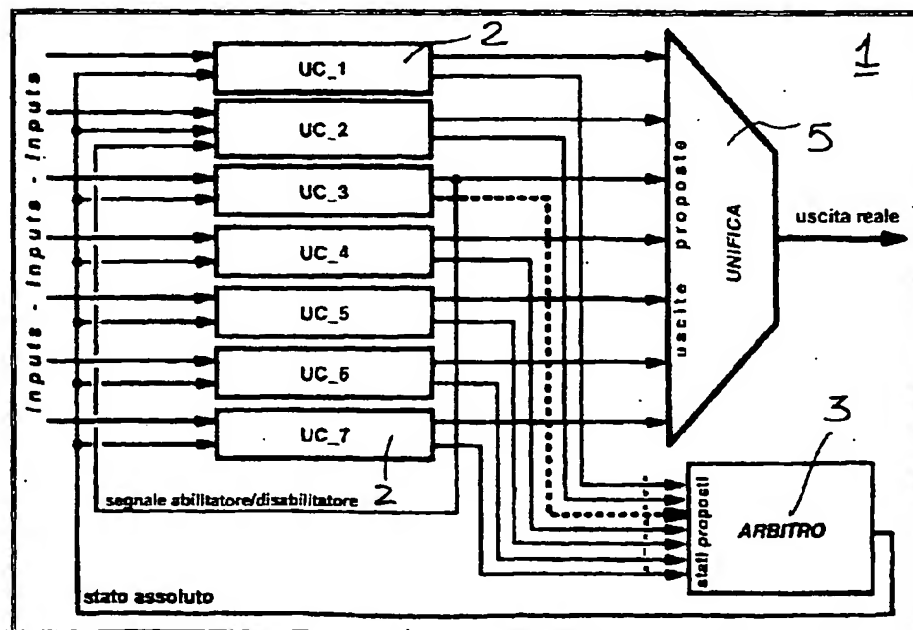 Inputs - Inputs - Inputs
UC_1
2
UC_2
UC_3
UC_4
UC_5
UC_6
UC_7
2
segnale abilitatore/disabilitatore
stato assoluto
uscite proposte
UNIFICA
5
1
uscita reale
stati proposti
ARBITRO
3